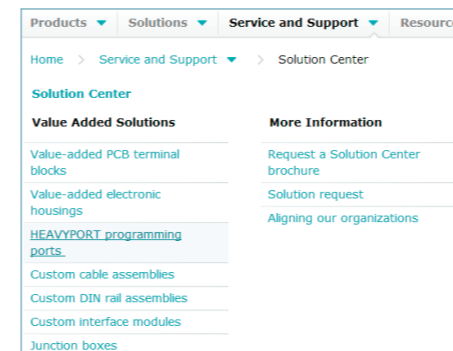 Products Solutions Service and Support
Home > Service and Support > Solution Center
Solution Center
Value Added Solutions
Value-added PCB terminal
blocks
Value-added electronic
housings
HEAVYPORT programming
ports
Custom cable assemblies
Custom DIN rail assemblies
Custom interface modules
Junction boxes
More Information
Request a Solution Center
brochure
Solution request
Aligning our organizations